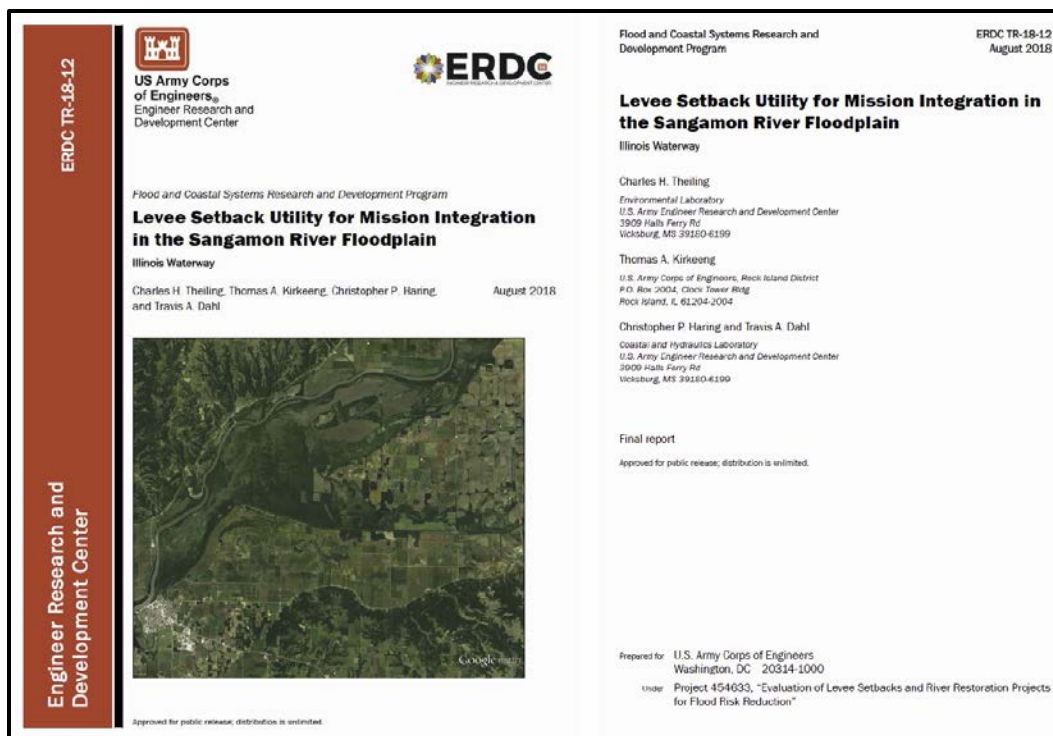 ERDC TR-18-12
Engineer Research and
Development Center
US Army Corps
of Engineers®
Engineer Research and
Development Center
ERDC
ENGINEER RESEARCH & DEVELOPMENT CENTER
Flood and Coastal Systems Research and Development Program
Levee Setback Utility for Mission Integration
in the Sangamon River Floodplain
Illinois Waterway
Charles H. Theiling, Thomas A. Kirkeeng, Christopher P. Haring,
and Travis A. Dahl
August 2018
Google
Approved for public release; distribution is unlimited.
Flood and Coastal Systems Research and
Development Program
ERDC TR-18-12
August 2018
Levee Setback Utility for Mission Integration in
the Sangamon River Floodplain
Illinois Waterway
Charles H. Theiling
Environmental Laboratory
U.S. Army Engineer Research and Development Center
3909 Halls Ferry Rd
Vicksburg, MS 39180-6199
Thomas A. Kirkeeng
U.S. Army Corps of Engineers, Rock Island District
P.O. Box 2004, Clock Tower Bldg
Rock Island, IL 61204-2004
Christopher P. Haring and Travis A. Dahl
Coastal and Hydraulics Laboratory
U.S. Army Engineer Research and Development Center
3909 Halls Ferry Rd
Vicksburg, MS 39180-6199
Final report
Approved for public release; distribution is unlimited.
Prepared for U.S. Army Corps of Engineers
Washington, DC 20314-1000
Under Project 454633, "Evaluation of Levee Setbacks and River Restoration Projects
for Flood Risk Reduction"